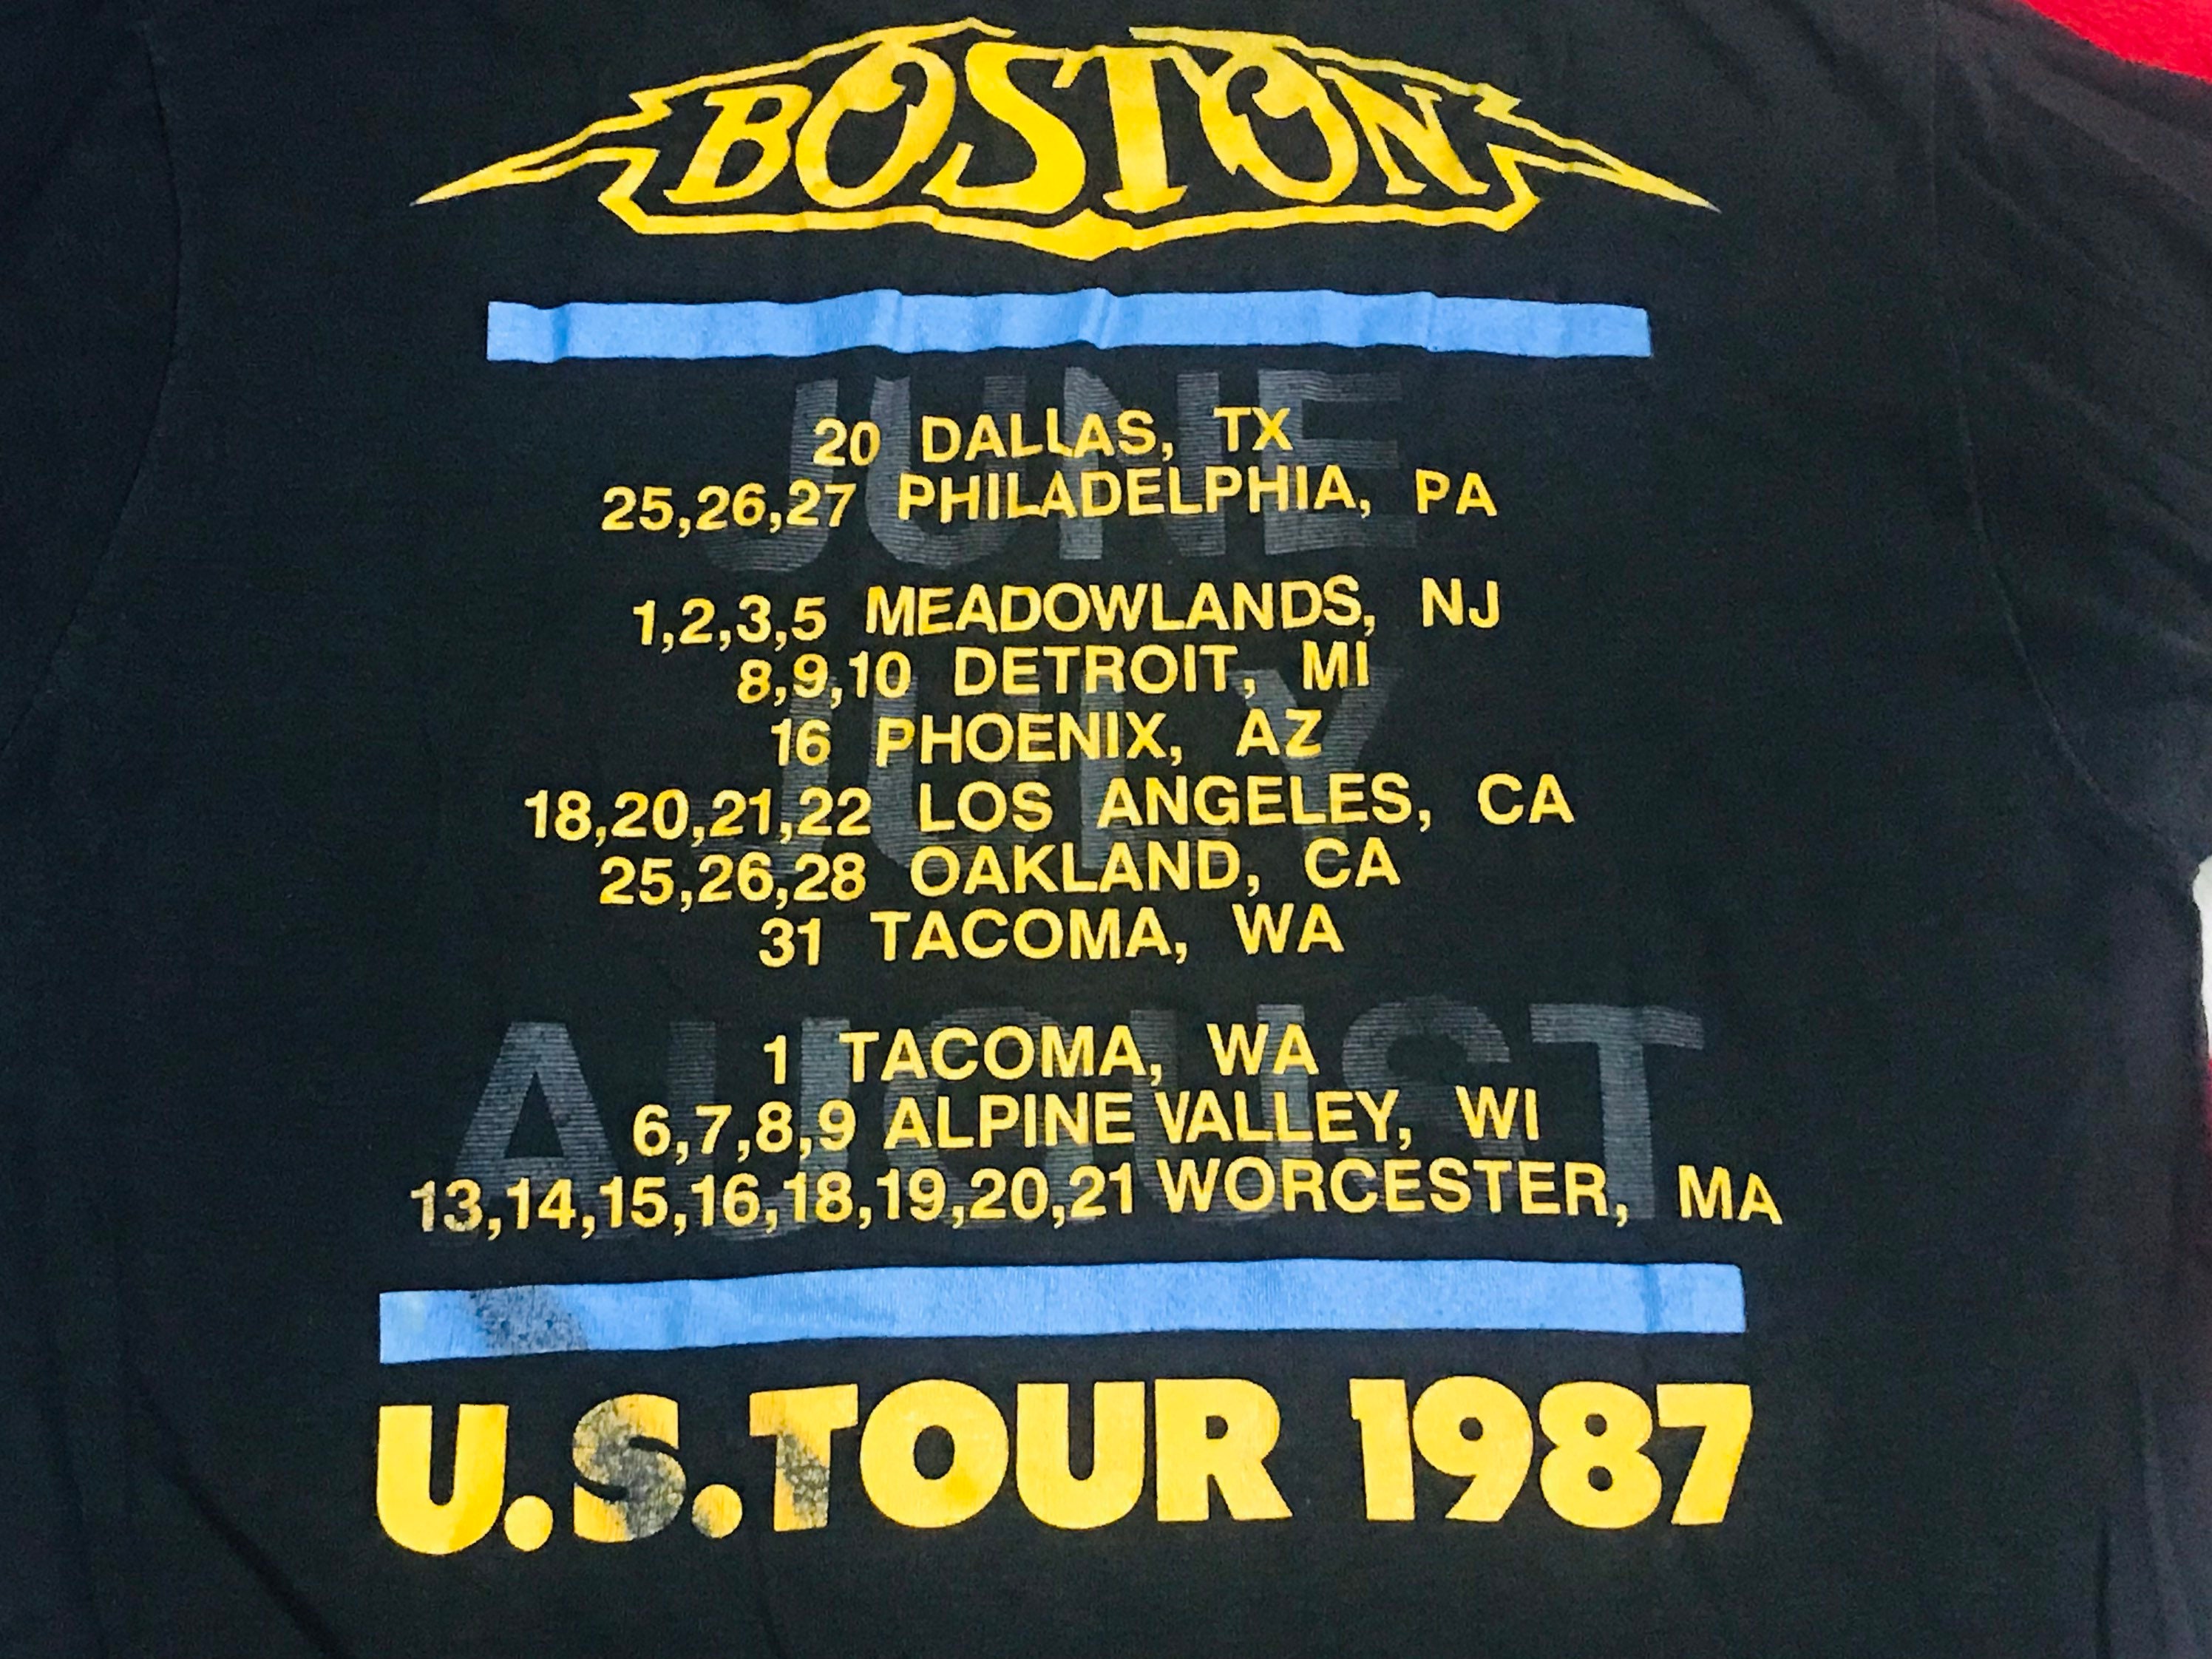 BOSTON
JUNE
20 DALLAS, TX
25,26,27 PHILADELPHIA, PA
JULY
1,2,3,5 MEADOWLANDS, NJ
8,9,10 DETROIT, MI
16 PHOENIX, AZ
18,20,21,22 LOS ANGELES, CA
25,26,28 OAKLAND, CA
31 TACOMA, WA
AUGUST
1 TACOMA, WA
6,7,8,9 ALPINE VALLEY, WI
13,14,15,16,18,19,20,21 WORCESTER, MA
U.S.TOUR 1987